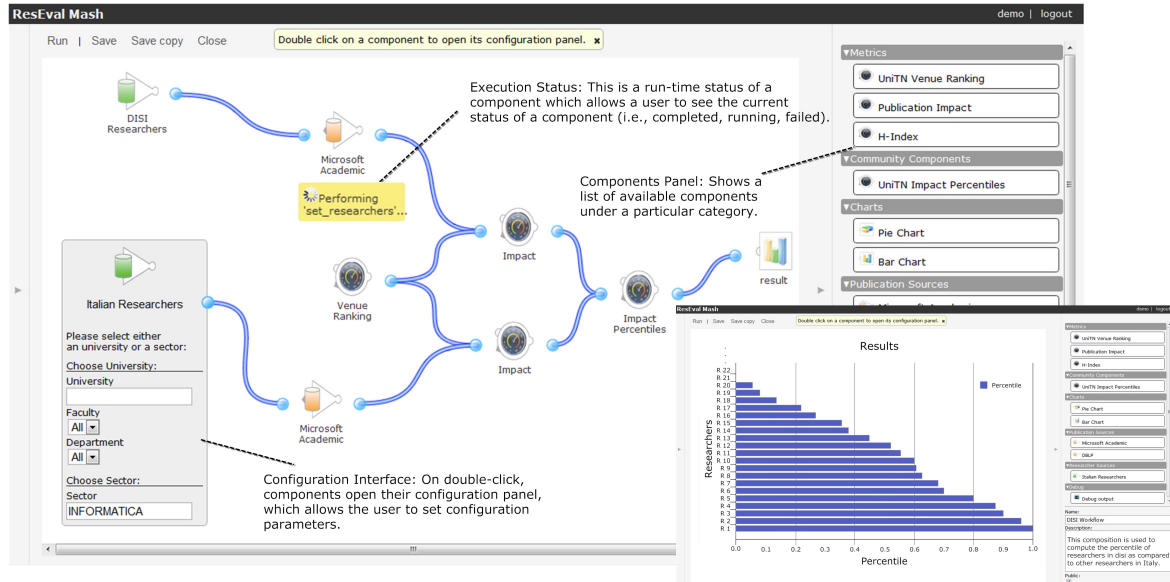 ResEval Mash
demo | logout
Run | Save Save copy Close
Double click on a component to open its configuration panel. x
DISI
Researchers
Microsoft
Academic
Performing
'set_researchers'...
Execution Status: This is a run-time status of a
component which allows a user to see the current
status of a component (i.e., completed, running, failed).
Components Panel: Shows a
list of available components
under a particular category.
Impact
Venue
Ranking
Impact
Impact
Percentiles
result
Microsoft
Academic
Italian Researchers
Please select either
an university or a sector:
Choose University:
University
Faculty
All
Department
All
Choose Sector:
Sector
INFORMATICA
Configuration Interface: On double-click,
components open their configuration panel,
which allows the user to set configuration
parameters.
▼Metrics
UniTN Venue Ranking
Publication Impact
H-Index
▼Community Components
UniTN Impact Percentiles
▼Charts
Pie Chart
Bar Chart
▼Publication Sources
ResEval Mash
demo | logout
Run | Save Save copy Close
Double click on a component to open its configuration panel. x
Results
Percentile
Researchers
R 22
R 21
R 20
R 19
R 18
R 17
R 16
R 15
R 14
R 13
R 12
R 11
R 10
R 9
R 8
R 7
R 6
R 5
R 4
R 3
R 2
R 1
0.0 0.1 0.2 0.3 0.4 0.5 0.6 0.7 0.8 0.9 1.0
Percentile
▼Metrics
UniTN Venue Ranking
Publication Impact
H-Index
▼Community Components
UniTN Impact Percentiles
▼Charts
Pie Chart
Bar Chart
▼Publication Sources
Microsoft Academic
DBLP
▼Researcher Sources
Italian Researchers
▼Debug
Debug output
Name:
DISI Workflow
Description:
This composition is used to
compute the percentile of
researchers in disi as compared
to other researchers in Italy.
Public: